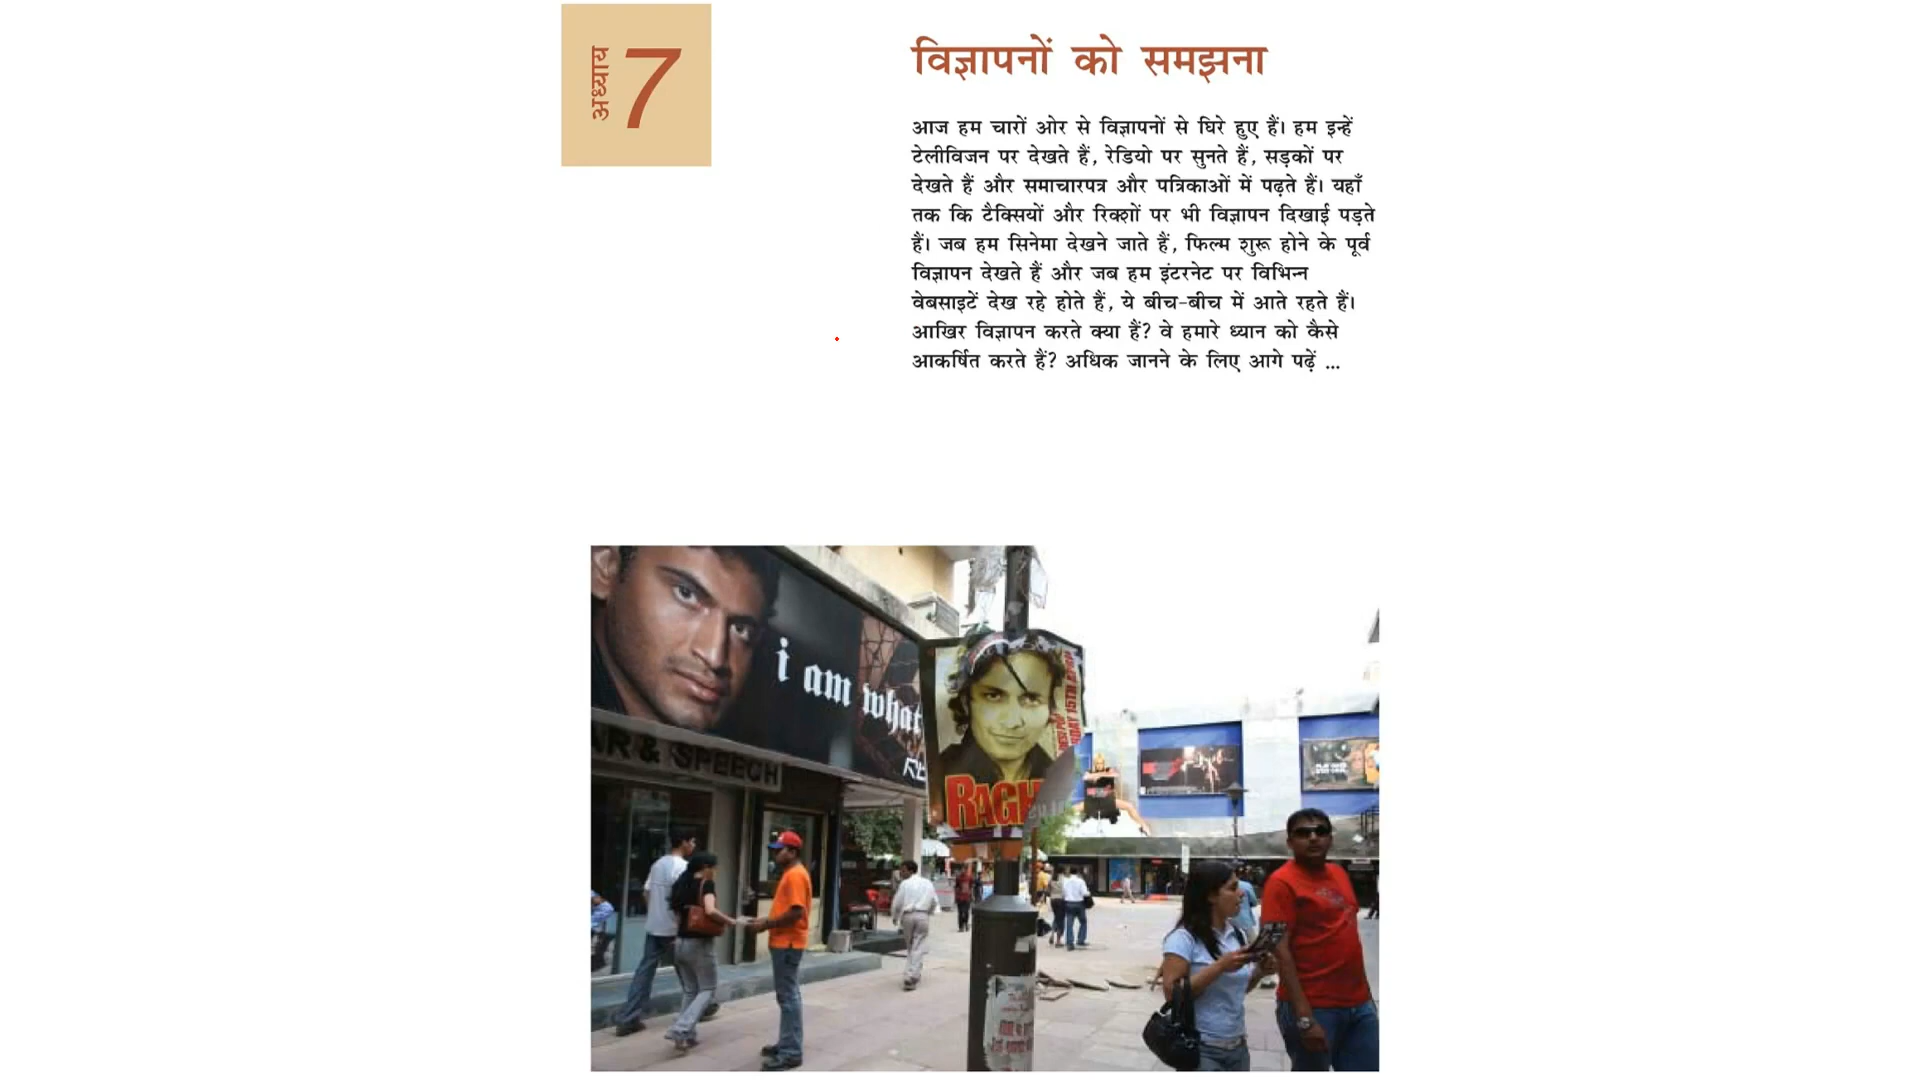 अध्याय
7
विज्ञापनों को समझना
आज हम चारों ओर से विज्ञापनों से घिरे हुए हैं। हम इन्हें
टेलीविजन पर देखते हैं, रेडियो पर सुनते हैं, सड़कों पर
देखते हैं और समाचारपत्र और पत्रिकाओं में पढ़ते हैं। यहाँ
तक कि टैक्सियों और रिक्शों पर भी विज्ञापन दिखाई पड़ते
हैं। जब हम सिनेमा देखने जाते हैं, फिल्म शुरू होने के पूर्व
विज्ञापन देखते हैं और जब हम इंटरनेट पर विभिन्न
वेबसाइटें देख रहे होते हैं, ये बीच-बीच में आते रहते हैं।
आखिर विज्ञापन करते क्या हैं? वे हमारे ध्यान को कैसे
आकर्षित करते हैं? अधिक जानने के लिए आगे पढ़ें ...
i am what
& SPEECH
RAGH